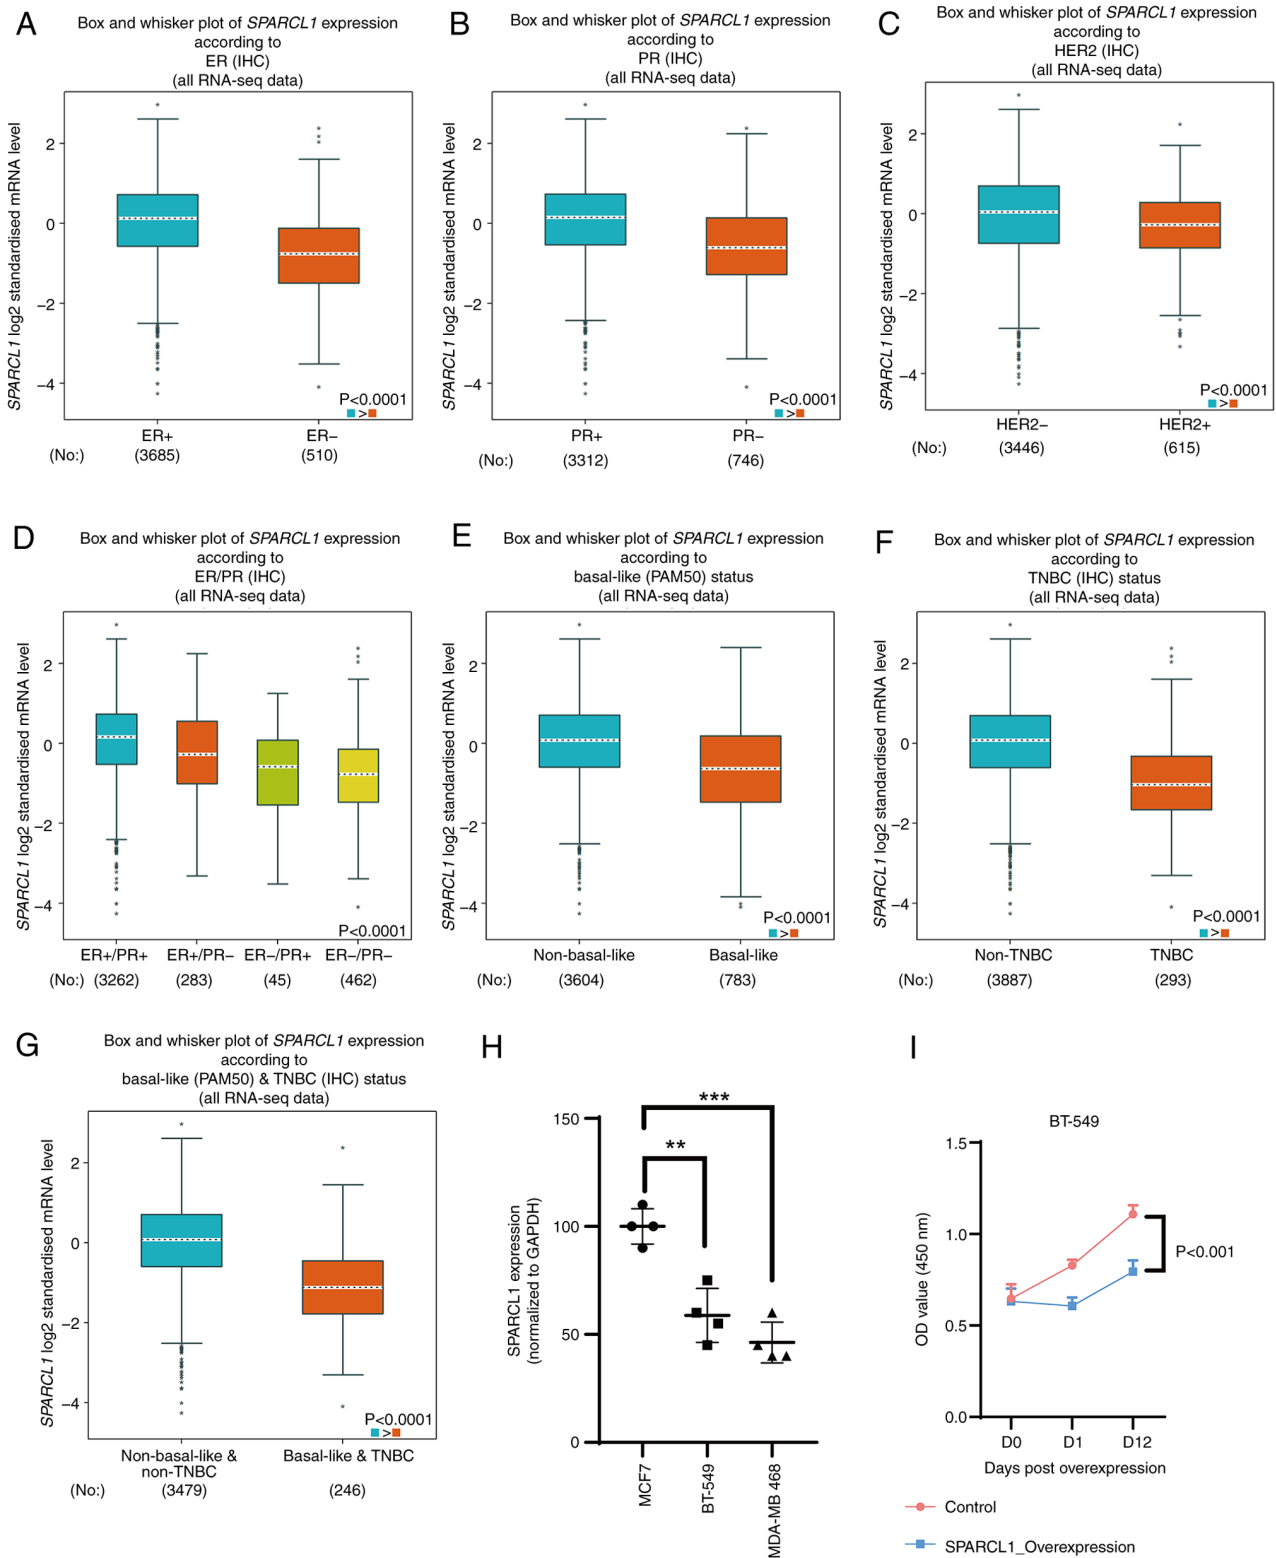 A
Box and whisker plot of SPARCL1 expression
according to
ER (IHC)
(all RNA-seq data)
SPARCL1 log2 standardised mRNA level
2
0
−2
−4
P<0.0001
>
ER+
ER−
(No:)
(3685)
(510)
B
Box and whisker plot of SPARCL1 expression
according to
PR (IHC)
(all RNA-seq data)
SPARCL1 log2 standardised mRNA level
2
0
−2
−4
P<0.0001
>
PR+
PR−
(No:)
(3312)
(746)
C
Box and whisker plot of SPARCL1 expression
according to
HER2 (IHC)
(all RNA-seq data)
SPARCL1 log2 standardised mRNA level
2
0
−2
−4
P<0.0001
>
HER2−
HER2+
(No:)
(3446)
(615)
D
Box and whisker plot of SPARCL1 expression
according to
ER/PR (IHC)
(all RNA-seq data)
SPARCL1 log2 standardised mRNA level
2
0
−2
−4
P<0.0001
ER+/PR+
ER+/PR−
ER−/PR+
ER−/PR−
(No:)
(3262)
(283)
(45)
(462)
E
Box and whisker plot of SPARCL1 expression
according to
basal-like (PAM50) status
(all RNA-seq data)
SPARCL1 log2 standardised mRNA level
2
0
−2
−4
P<0.0001
>
Non-basal-like
Basal-like
(No:)
(3604)
(783)
F
Box and whisker plot of SPARCL1 expression
according to
TNBC (IHC) status
(all RNA-seq data)
SPARCL1 log2 standardised mRNA level
2
0
−2
−4
P<0.0001
>
Non-TNBC
TNBC
(No:)
(3887)
(293)
G
Box and whisker plot of SPARCL1 expression
according to
basal-like (PAM50) & TNBC (IHC) status
(all RNA-seq data)
SPARCL1 log2 standardised mRNA level
2
0
−2
−4
P<0.0001
>
Non-basal-like &
non-TNBC
Basal-like & TNBC
(No:)
(3479)
(246)
H
SPARCL1 expression
(normalized to GAPDH)
150
100
50
0
***
**
MCF7
BT-549
MDA-MB 468
I
BT-549
OD value (450 nm)
1.5
1.0
0.5
0.0
P<0.001
D0
D1
D12
Days post overexpression
Control
SPARCL1_Overexpression